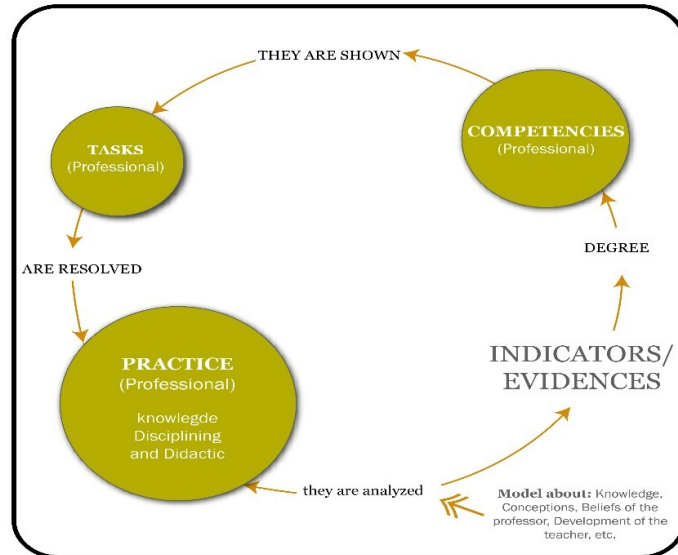 THEY ARE SHOWN
TASKS
(Professional)
COMPETENCIES
(Professional)
ARE RESOLVED
DEGREE
PRACTICE
(Professional)
knowlegde
Disciplining
and Didactic
INDICATORS/
EVIDENCES
they are analyzed
Model about: Knowledge,
Conceptions, Beliefs of the
professor, Development of the
teacher, etc.